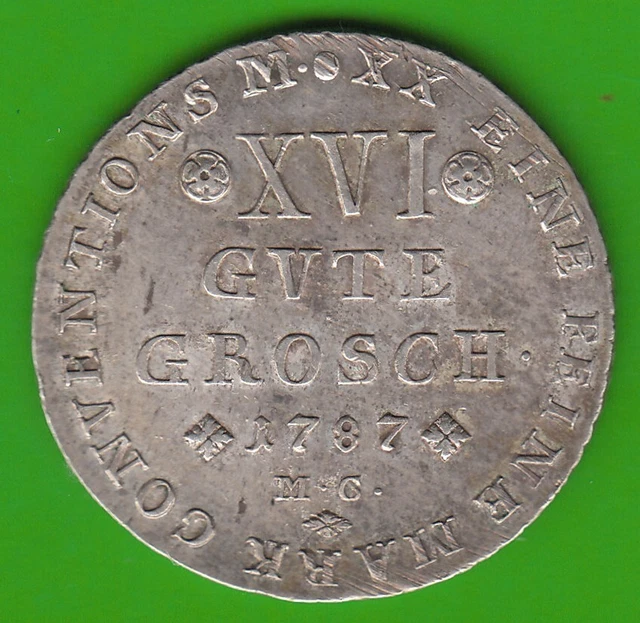 XX EINE FEINE MARK CONVENTIONS M·
XVI
GVTE
GROSCH·
1787
M·C·